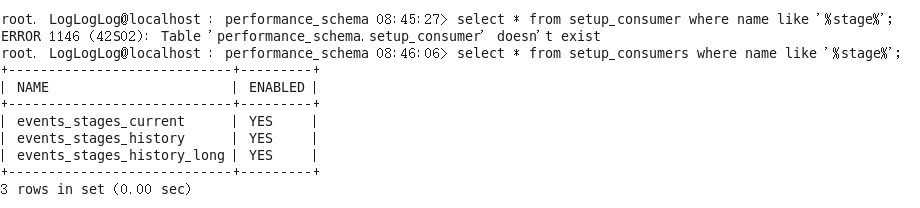 root. LogLogLog@localhost : performance_schema 08:45:27> select * from setup_consumer where name like '%stage%';
ERROR 1146 (42S02): Table 'performance_schema.setup_consumer' doesn't exist
root. LogLogLog@localhost : performance_schema 08:46:06> select * from setup_consumers where name like '%stage%';
+----------------------------+---------+
| NAME                       | ENABLED |
+----------------------------+---------+
| events_stages_current      | YES     |
| events_stages_history      | YES     |
| events_stages_history_long | YES     |
+----------------------------+---------+
3 rows in set (0.00 sec)